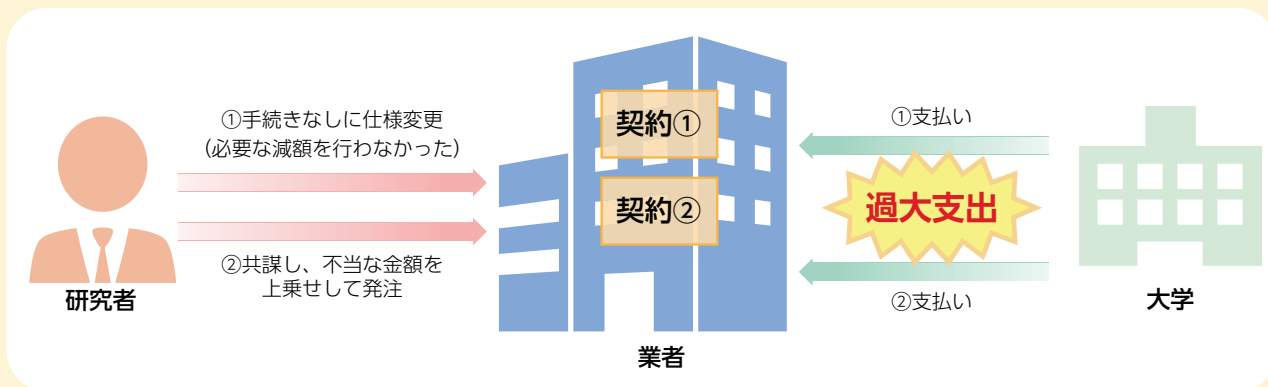 ①手続きなしに仕様変更
（必要な減額を行わなかった）
②共謀し、不当な金額を
上乗せして発注
研究者
契約①
契約②
業者
①支払い
過大支出
②支払い
大学